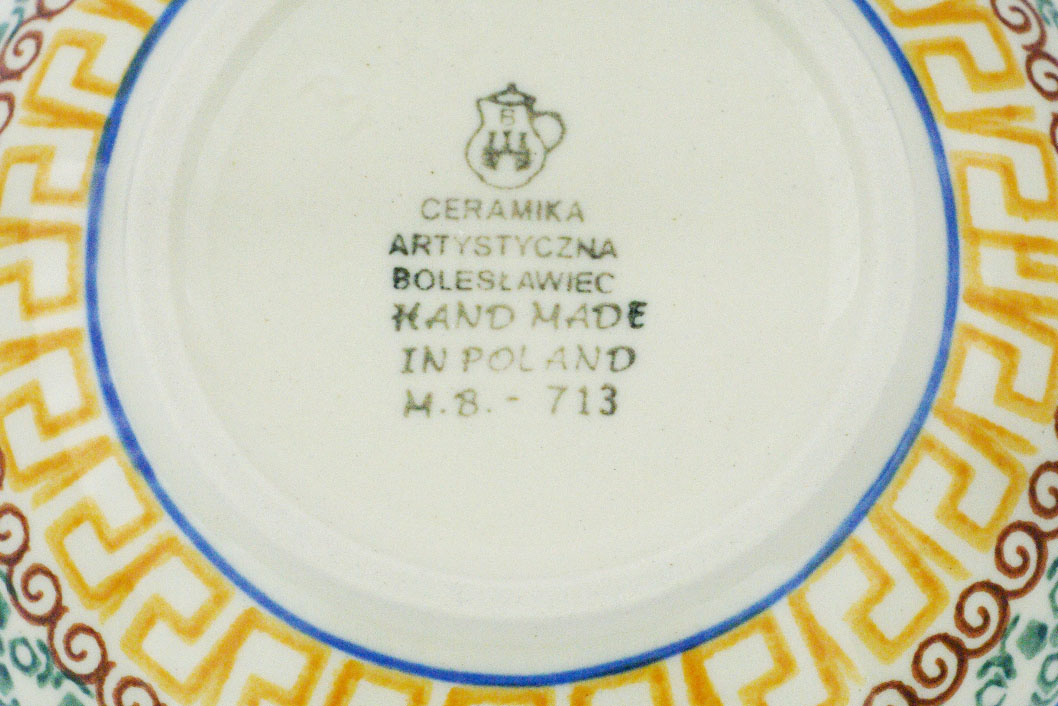 B
CERAMIKA
ARTYSTYCZNA
BOLESŁAWIEC
HAND MADE
IN POLAND
M.B.- 713